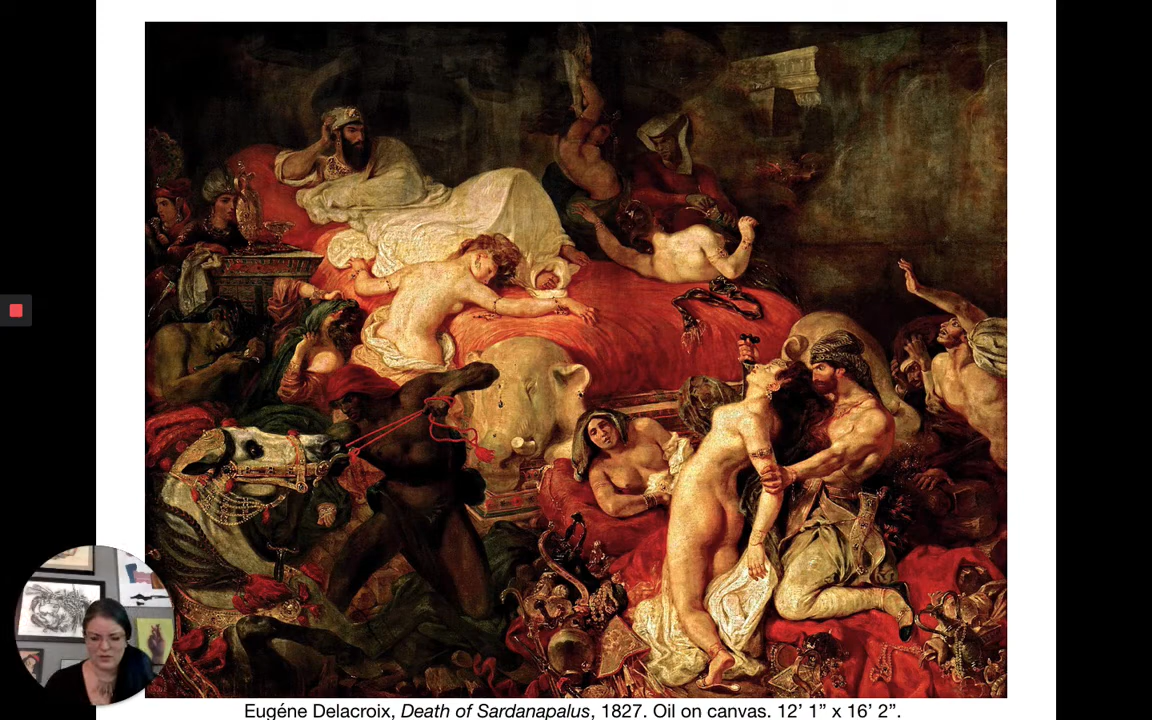 Eugéne Delacroix, Death of Sardanapalus, 1827. Oil on canvas. 12’ 1” x 16’ 2”.